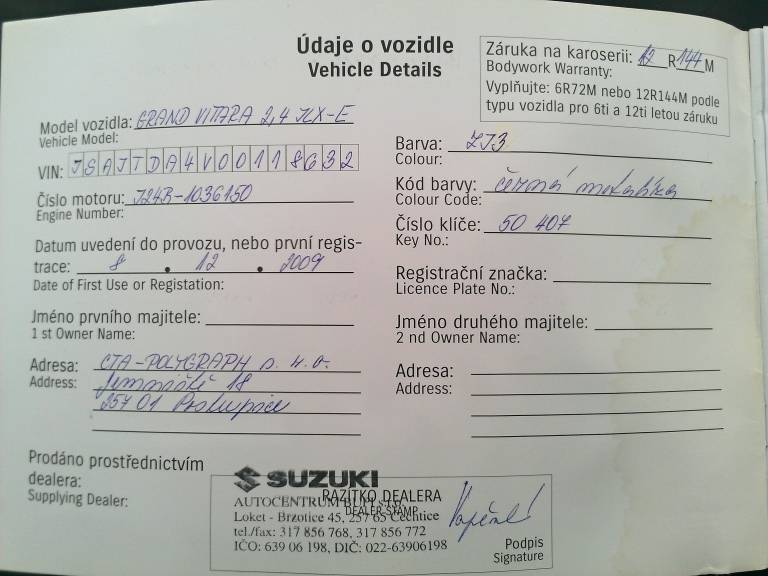 Údaje o vozidle
Vehicle Details
Záruka na karoserii: 12 R 144 M
Bodywork Warranty:
Vyplňujte: 6R72M nebo 12R144M podle
typu vozidla pro 6ti a 12ti letou záruku
Model vozidla: GRAND VITARA 2,4 JLX-E
Vehicle Model:
VIN: JSAJTDA4V00118632
Číslo motoru: J24B-1036150
Engine Number:
Datum uvedení do provozu, nebo první regis-
trace: 8 . 12 . 2009
Date of First Use or Registration:
Jméno prvního majitele:
1 st Owner Name:
Adresa: CTA-POLYGRAPH s. r. o.
Address: 18
257 01 Postupice
Barva: ZJ3
Colour:
Kód barvy: černá metalíza
Colour Code:
Číslo klíče: 50 407
Key No.:
Registrační značka:
Licence Plate No.:
Jméno druhého majitele:
2 nd Owner Name:
Adresa:
Address:
Prodáno prostřednictvím
dealera:
Supplying Dealer:
SUZUKI
RAZÍTKO DEALERA
AUTOCENTRUM
DEALER STAMP
Loket - Brzotice 45, 257 65 Čechtice
tel./fax: 317 856 768, 317 856 772
IČO: 639 06 198, DIČ: 022-63906198
Podpis
Signature